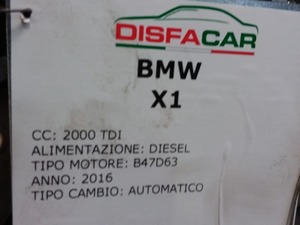 DISFACAR
BMW
X1
CC: 2000 TDI
ALIMENTAZIONE: DIESEL
TIPO MOTORE: B47D63
ANNO: 2016
TIPO CAMBIO: AUTOMATICO